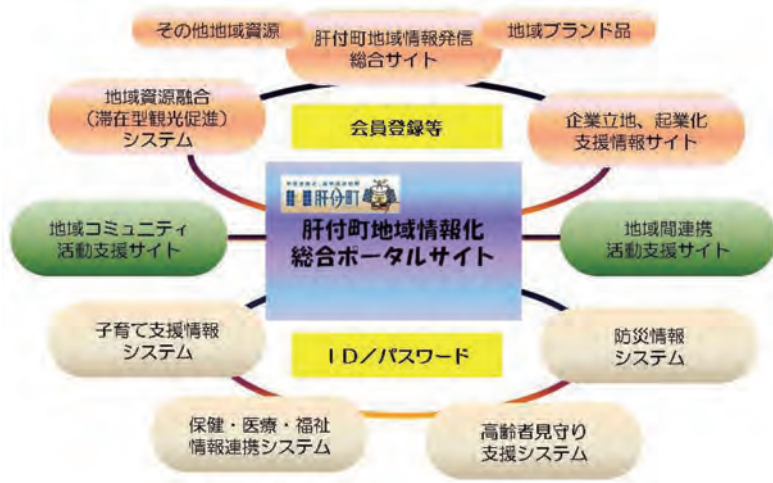 その他地域資源
肝付町地域情報発信
総合サイト
地域ブランド品
地域資源融合
(滞在型観光促進)
システム
会員登録等
企業立地、起業化
支援情報サイト
肝付町
地域コミュニティ
活動支援サイト
肝付町地域情報化
総合ポータルサイト
地域間連携
活動支援サイト
子育て支援情報
システム
ID/パスワード
防災情報
システム
保健・医療・福祉
情報連携システム
高齢者見守り
支援システム